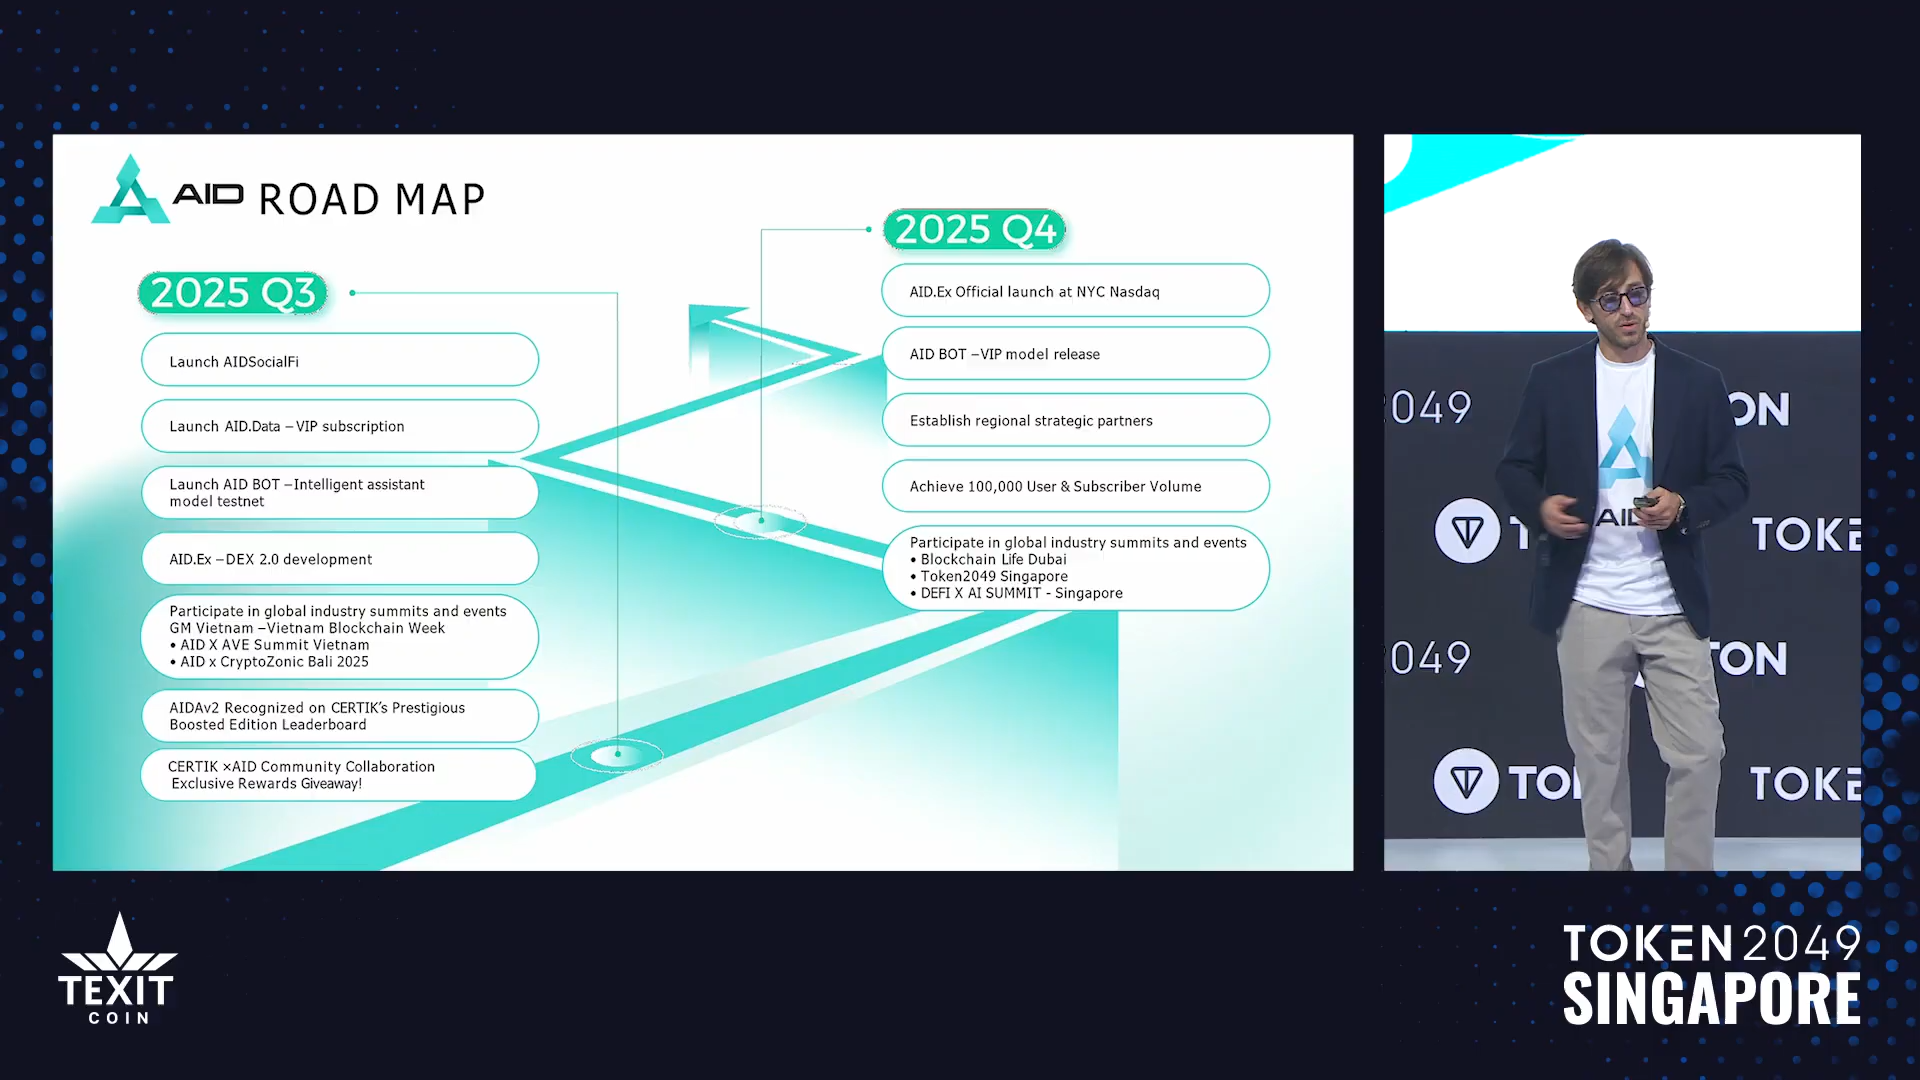 AID ROAD MAP
2025 Q3
Launch AIDSocialFi
Launch AID.Data –VIP subscription
Launch AID BOT –Intelligent assistant
model testnet
AID.Ex –DEX 2.0 development
Participate in global industry summits and events
GM Vietnam –Vietnam Blockchain Week
• AID X AVE Summit Vietnam
• AID x CryptoZonic Bali 2025
AIDAv2 Recognized on CERTIK’s Prestigious
Boosted Edition Leaderboard
CERTIK ×AID Community Collaboration
Exclusive Rewards Giveaway!
2025 Q4
AID.Ex Official launch at NYC Nasdaq
AID BOT –VIP model release
Establish regional strategic partners
Achieve 100,000 User & Subscriber Volume
Participate in global industry summits and events
• Blockchain Life Dubai
• Token2049 Singapore
• DEFI X AI SUMMIT - Singapore
2049
ON
AID
T
TOKE
2049
TON
TON
TOKE
TEXIT
COIN
TOKEN2049
SINGAPORE